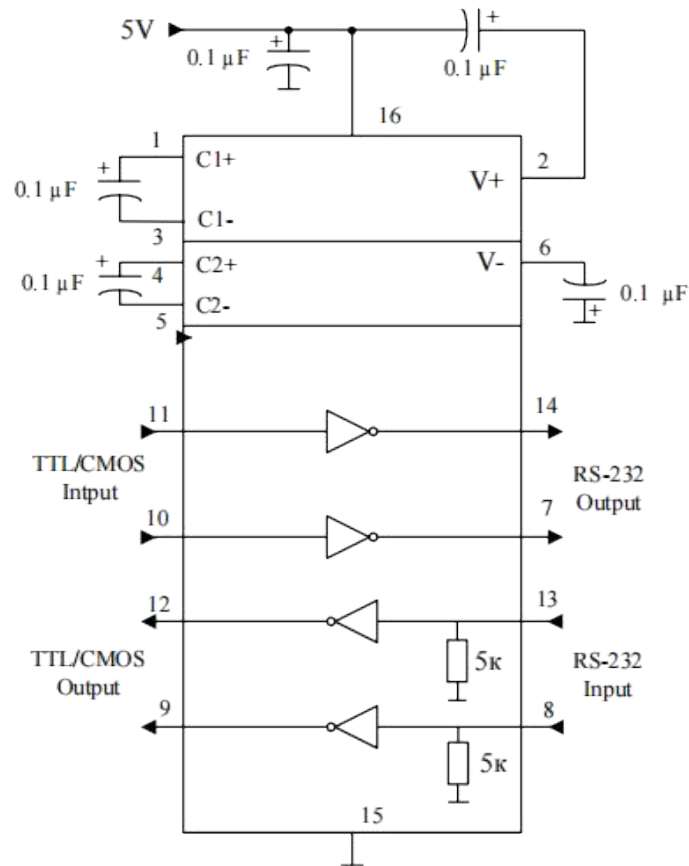 5V
+
0.1 µF
+
0.1 µF
16
1
C1+
V+
2
+
0.1 µF
C1-
3
C2+
V-
6
+
4
0.1 µF
C2-
0.1 µF
+
5
11
14
TTL/CMOS
Intput
RS-232
Output
10
7
12
13
TTL/CMOS
Output
5к
RS-232
Input
9
8
5к
15